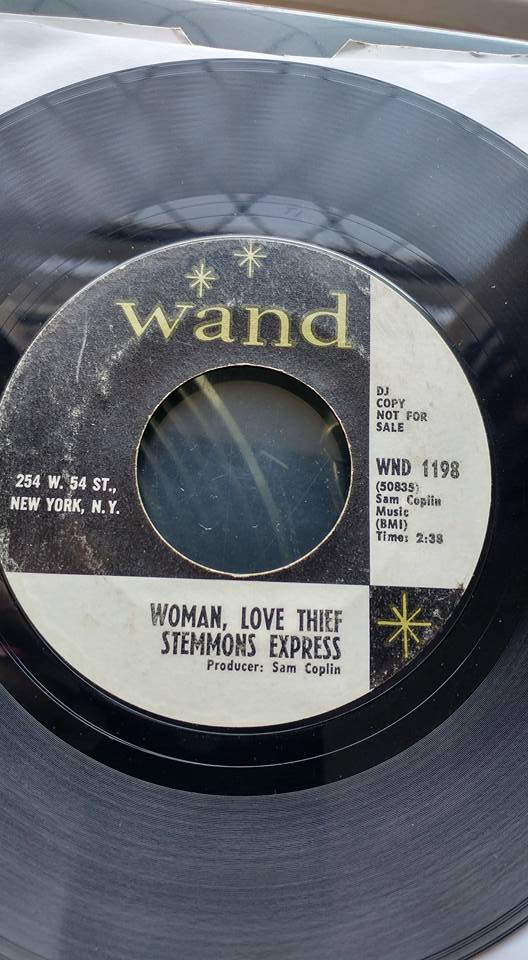 wand
254 W. 54 ST.,
NEW YORK, N.Y.
DJ
COPY
NOT FOR
SALE
WND 1198
(50835)
Sam Coplin
Music
(BMI)
Time: 2:38
WOMAN, LOVE THIEF
STEMMONS EXPRESS
Producer: Sam Coplin